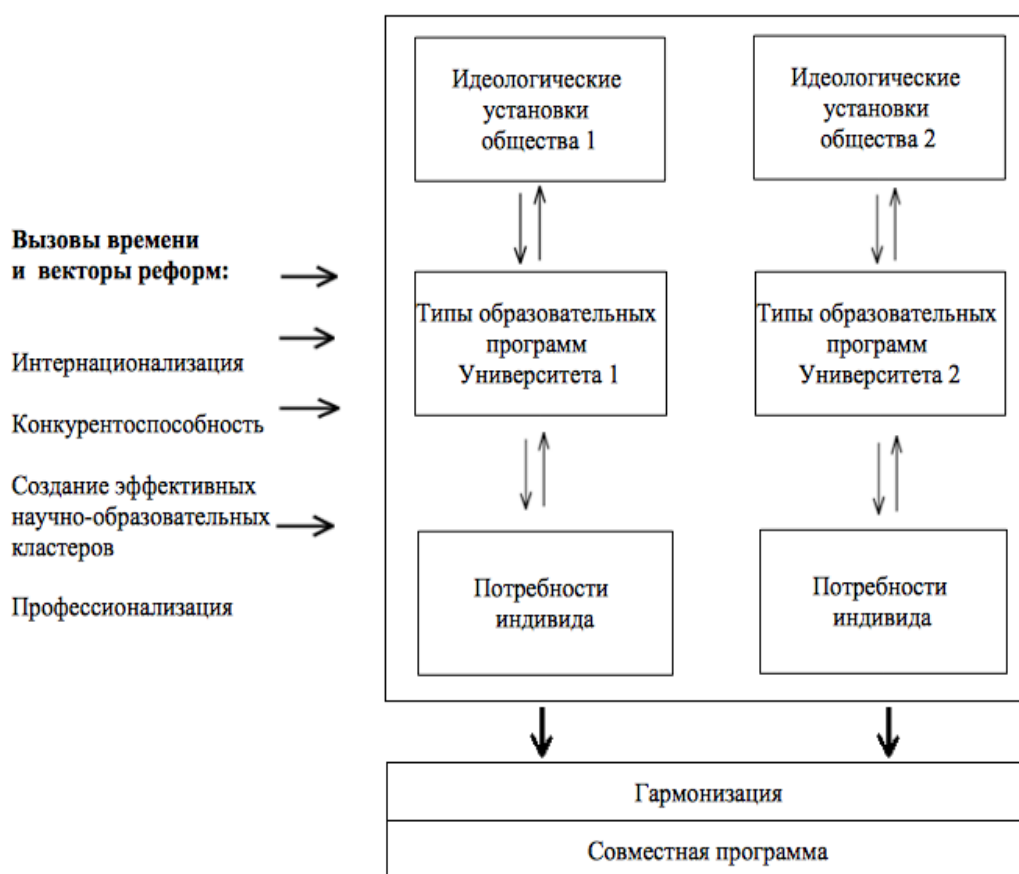 Вызовы времени
и векторы реформ:
Интернационализация
Конкурентоспособность
Создание эффективных
научно-образовательных
кластеров
Профессионализация
Идеологические
установки
общества 1
Идеологические
установки
общества 2
Типы образовательных
программ
Университета 1
Типы образовательных
программ
Университета 2
Потребности
индивида
Потребности
индивида
Гармонизация
Совместная программа